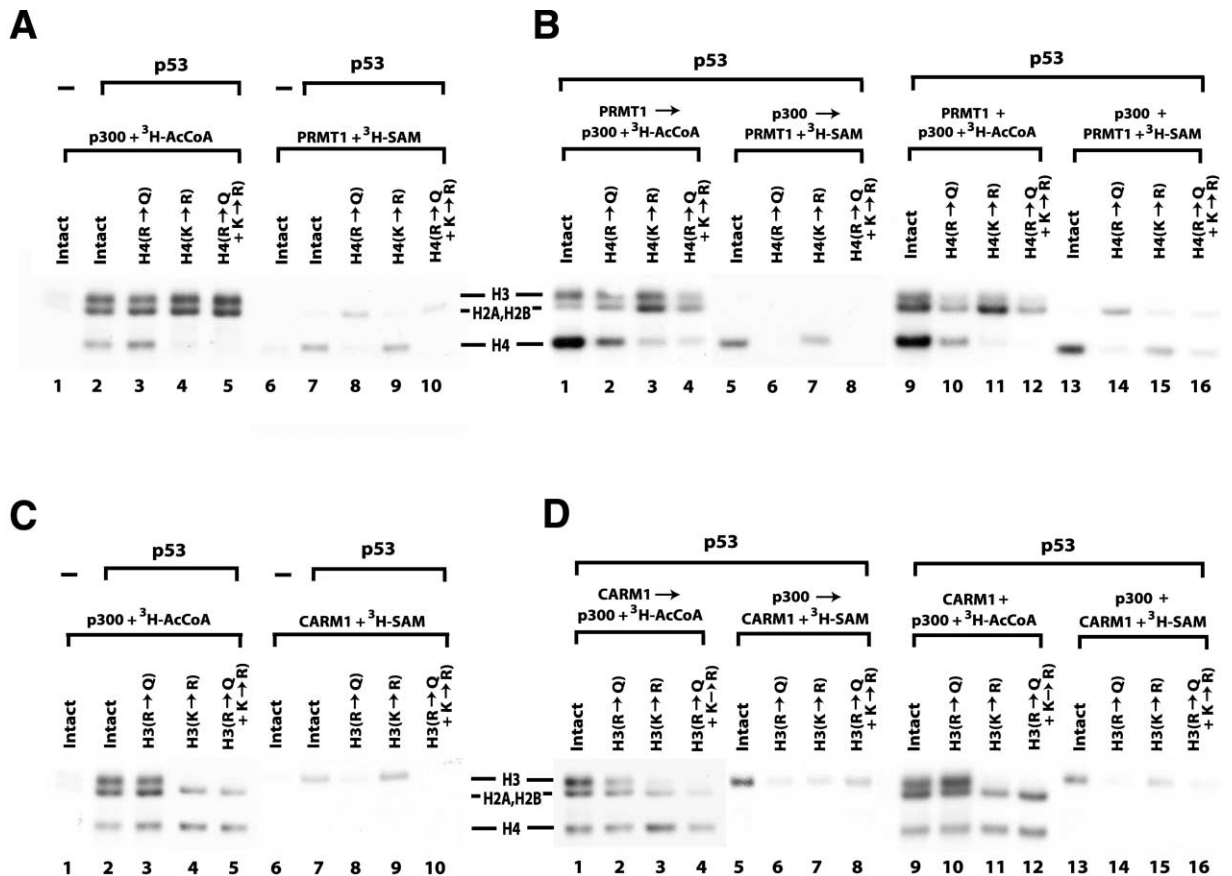 A
B
p53 p53
p53 p53
– –
PRMT1 → p300 →
p300 + ³H-AcCoA PRMT1 + ³H-SAM
PRMT1 + p300 +
p300 + ³H-AcCoA PRMT1 + ³H-SAM
p300 + ³H-AcCoA PRMT1 + ³H-SAM
Intact Intact H4(R→Q) H4(K→R) H4(R→Q + K→R) Intact Intact H4(R→Q) H4(K→R) H4(R→Q + K→R)
Intact H4(R→Q) H4(K→R) H4(R→Q + K→R) Intact H4(R→Q) H4(K→R) H4(R→Q + K→R) Intact H4(R→Q) H4(K→R) H4(R→Q + K→R) Intact H4(R→Q) H4(K→R) H4(R→Q + K→R)
H3
H2A,H2B
H4
1 2 3 4 5 6 7 8 9 10
1 2 3 4 5 6 7 8 9 10 11 12 13 14 15 16
C
D
p53 p53
p53 p53
– –
CARM1 → p300 →
p300 + ³H-AcCoA CARM1 + ³H-SAM
CARM1 + p300 +
p300 + ³H-AcCoA CARM1 + ³H-SAM
p300 + ³H-AcCoA CARM1 + ³H-SAM
Intact Intact H3(R→Q) H3(K→R) H3(R→Q + K→R) Intact Intact H3(R→Q) H3(K→R) H3(R→Q + K→R)
Intact H3(R→Q) H3(K→R) H3(R→Q + K→R) Intact H3(R→Q) H3(K→R) H3(R→Q + K→R) Intact H3(R→Q) H3(K→R) H3(R→Q + K→R) Intact H3(R→Q) H3(K→R) H3(R→Q + K→R)
H3
H2A,H2B
H4
1 2 3 4 5 6 7 8 9 10
1 2 3 4 5 6 7 8 9 10 11 12 13 14 15 16